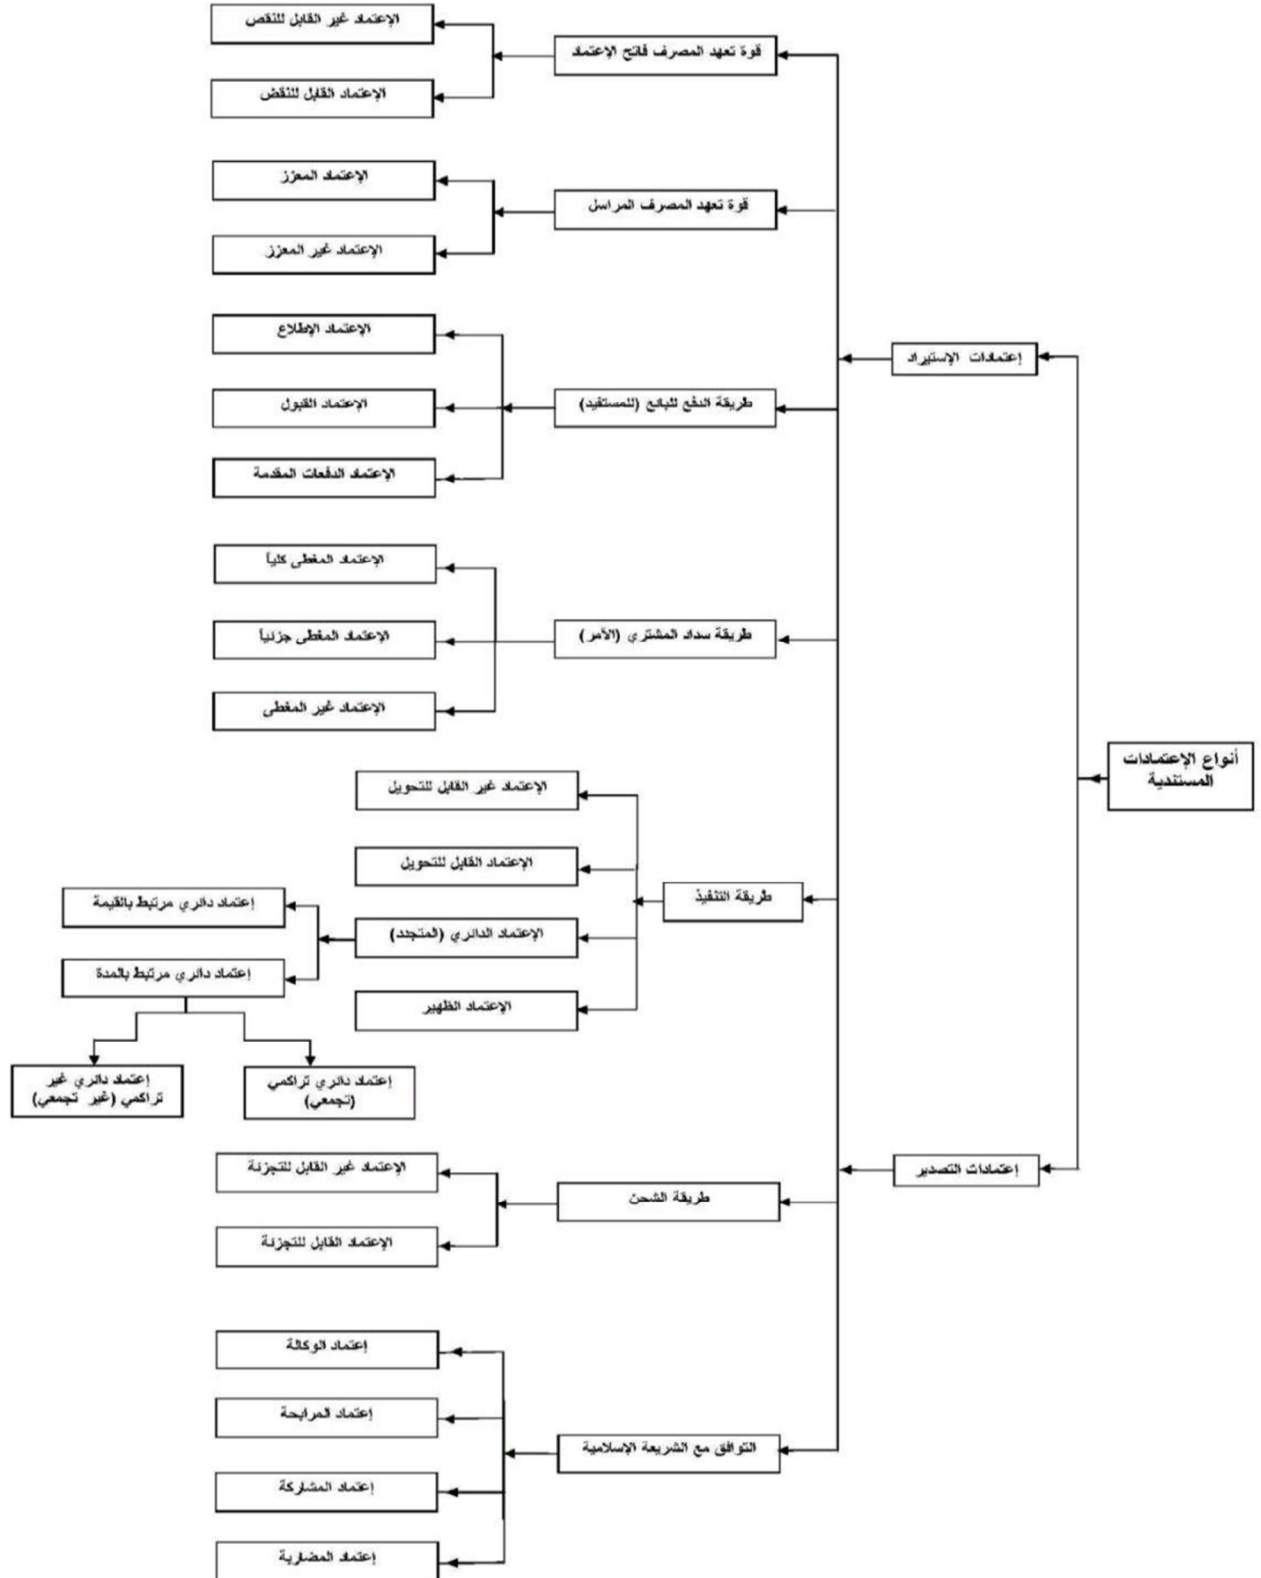 أنواع الإعتمادات
المستندية
إعتمادات الإستيراد
إعتمادات التصدير
قوة تعهد المصرف فاتح الإعتماد
الإعتماد غير القابل للنقص
الإعتماد القابل للنقض
قوة تعهد المصرف المراسل
الإعتماد المعزز
الإعتماد غير المعزز
طريقة الدفع للبائع (للمستفيد)
الإعتماد الإطلاع
الإعتماد القبول
الإعتماد الدفعات المقدمة
طريقة سداد المشتري (الآمر)
الإعتماد المغطى كلياً
الإعتماد المغطى جزئياً
الإعتماد غير المغطى
طريقة التنفيذ
الإعتماد غير القابل للتحويل
الإعتماد القابل للتحويل
الإعتماد الدائري (المتجدد)
الإعتماد الظهير
إعتماد دائري مرتبط بالقيمة
إعتماد دائري مرتبط بالمدة
إعتماد دائري تراكمي
(تجمعي)
إعتماد دائري غير
تراكمي (غير تجمعي)
طريقة الشحن
الإعتماد غير القابل للتجزئة
الإعتماد القابل للتجزئة
التوافق مع الشريعة الإسلامية
إعتماد الوكالة
إعتماد المرابحة
إعتماد المشاركة
إعتماد المضاربة